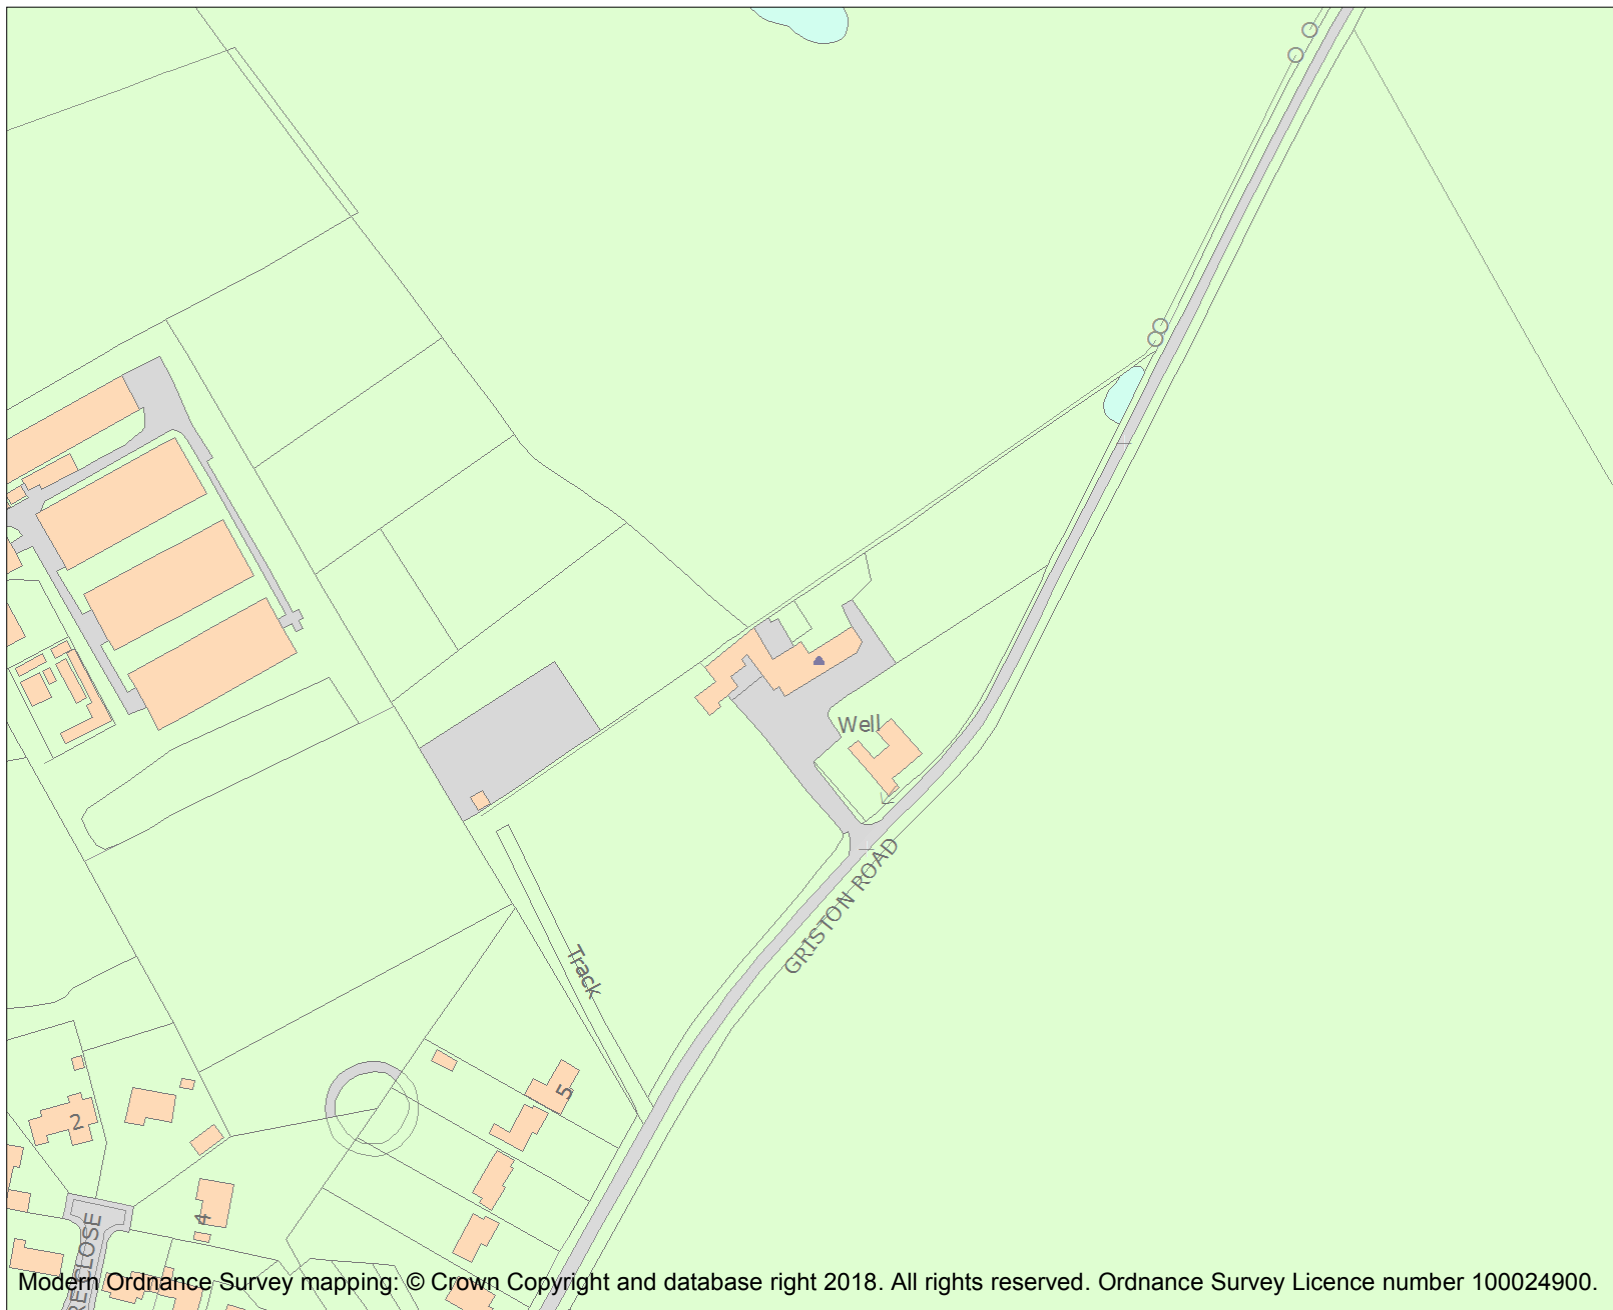 Well
GRISTON ROAD
Track
5
2
4
RECLOSE
Modern Ordnance Survey mapping: © Crown Copyright and database right 2018. All rights reserved. Ordnance Survey Licence number 100024900.